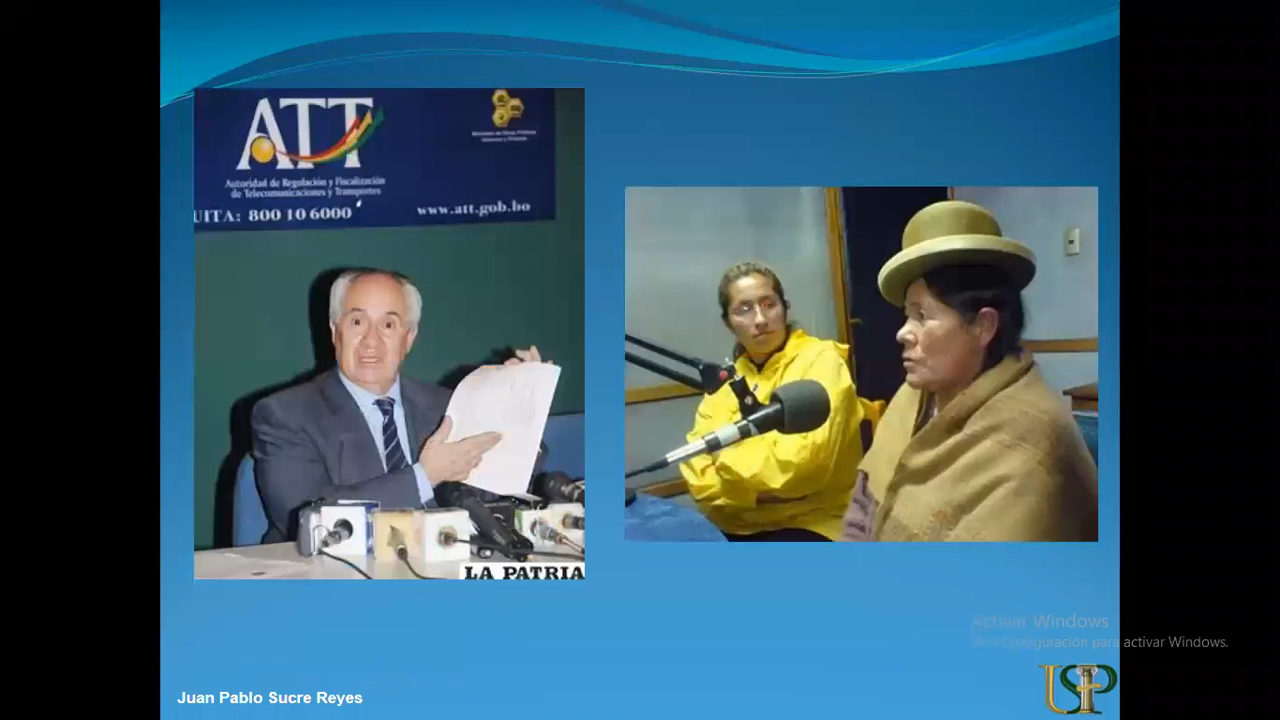 ATT
Autoridad de Regulación y Fiscalización
de Telecomunicaciones y Transportes
UITA: 800 10 6000
www.att.gob.bo
LA PATRIA
Activar Windows
Configuración para activar Windows.
Juan Pablo Sucre Reyes
USP